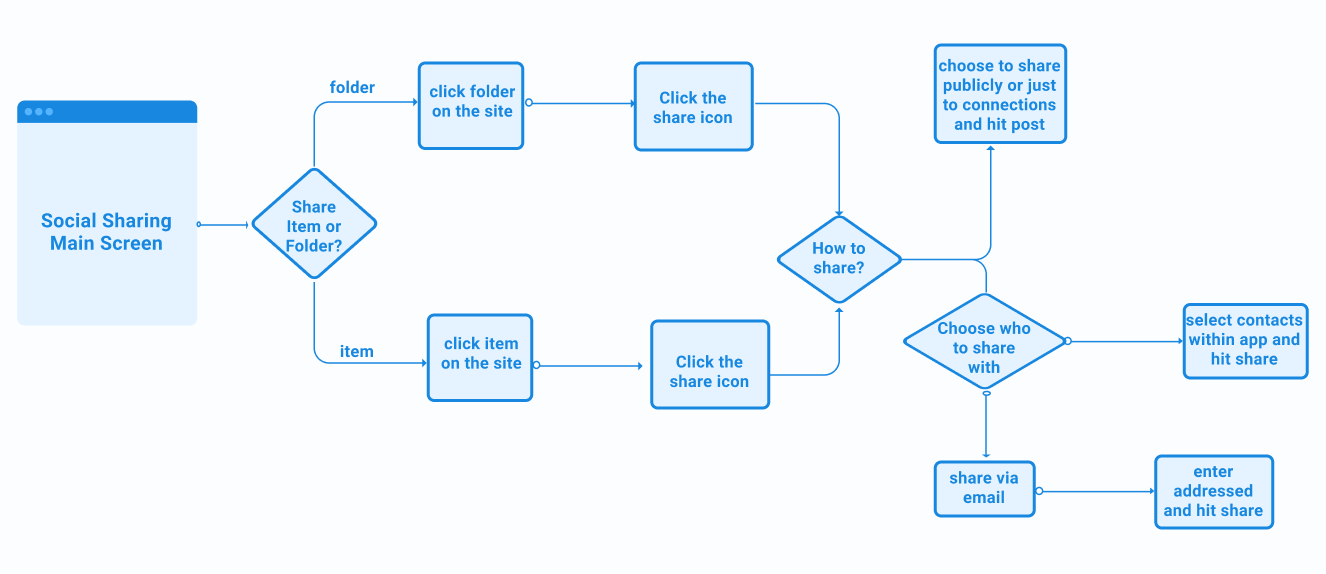 Social Sharing
Main Screen
Share
Item or
Folder?
folder
click folder
on the site
Click the
share icon
item
click item
on the site
Click the
share icon
How to
share?
choose to share
publicly or just
to connections
and hit post
Choose who
to share
with
select contacts
within app and
hit share
share via
email
enter
addressed
and hit share